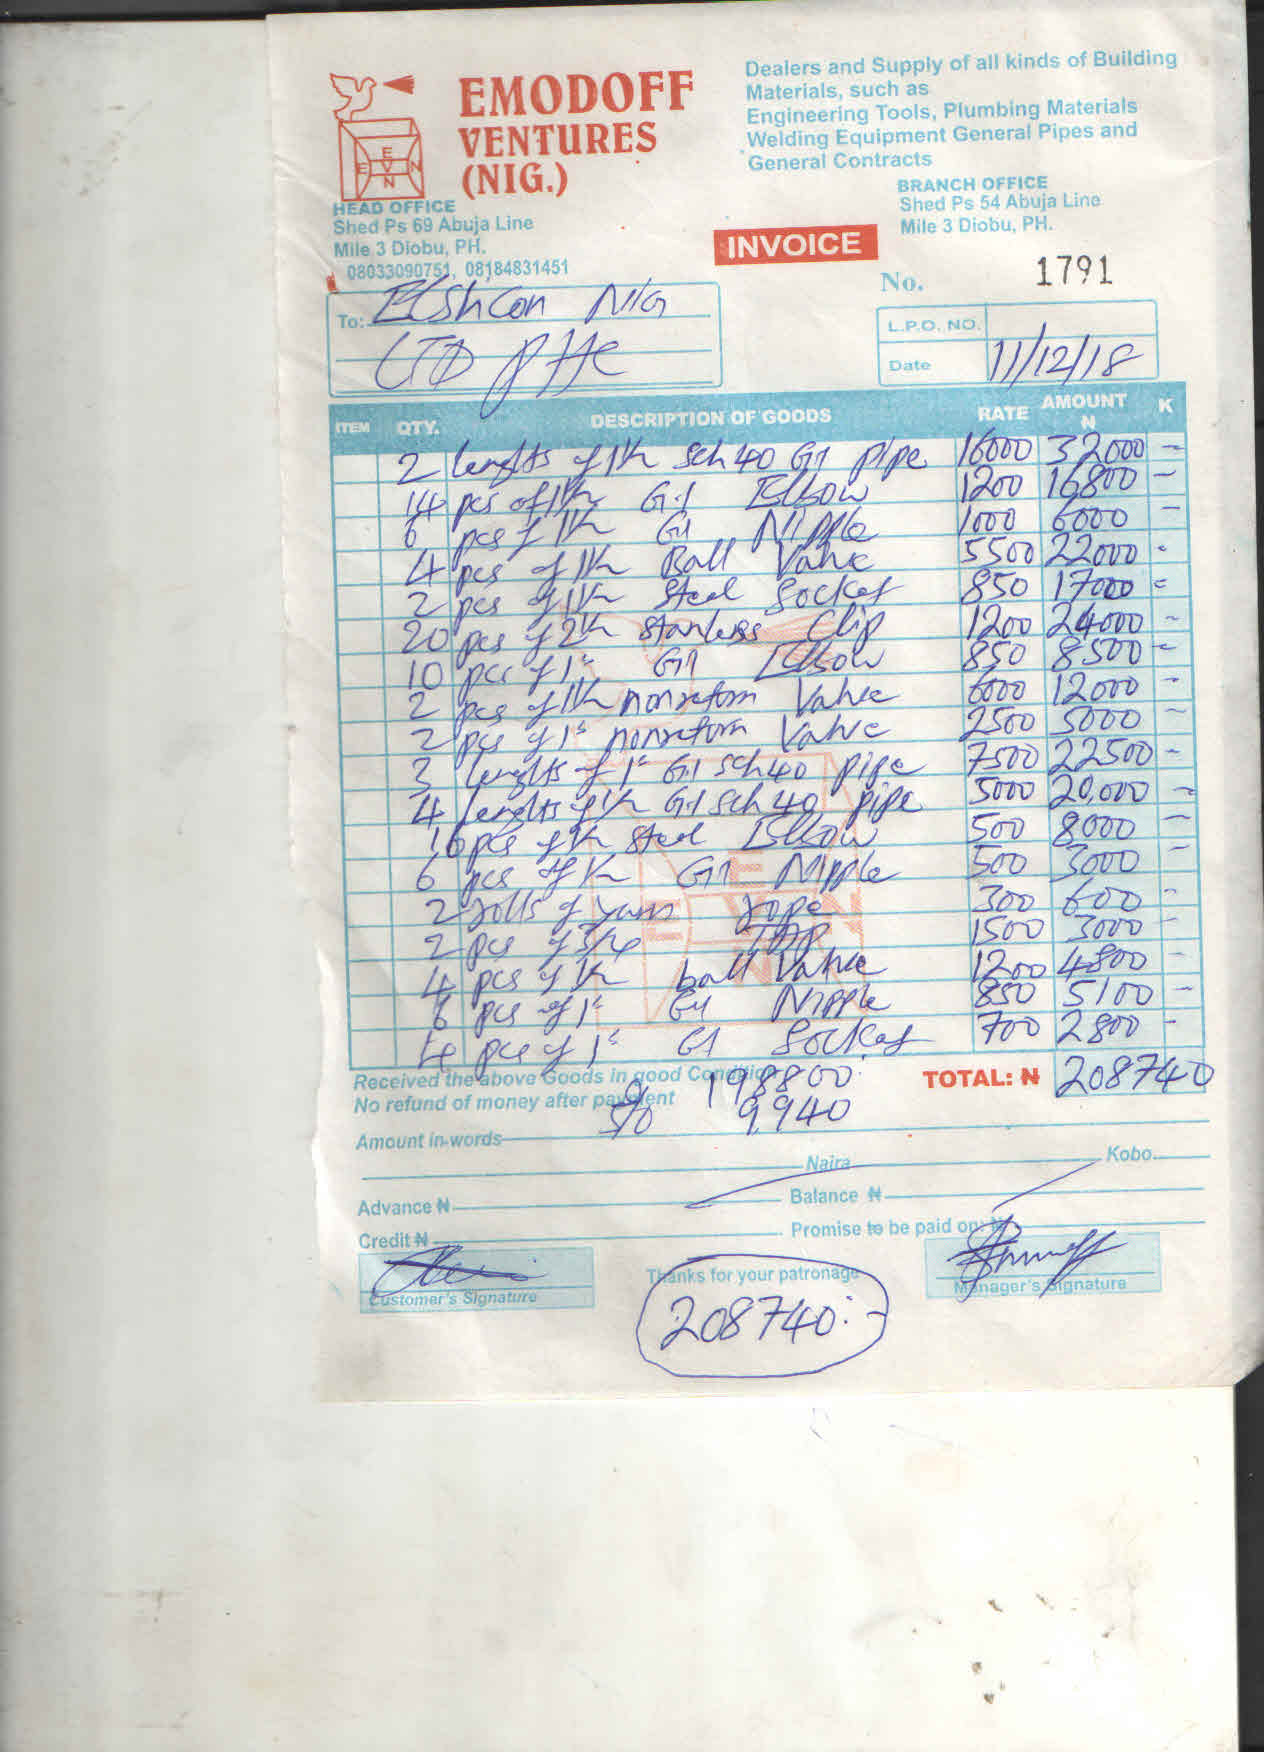 EMODOFF
VENTURES
(NIG.)
E
E V N
N
Dealers and Supply of all kinds of Building
Materials, such as
Engineering Tools, Plumbing Materials
Welding Equipment General Pipes and
General Contracts
HEAD OFFICE
Shed Ps 69 Abuja Line
Mile 3 Diobu, PH.
08033090751, 08184831451
BRANCH OFFICE
Shed Ps 54 Abuja Line
Mile 3 Diobu, PH.
INVOICE
No. 1791
To: NIG
LTD PHC
L.P.O. NO.
Date 11/12/18
ITEM QTY. DESCRIPTION OF GOODS RATE AMOUNT N K
2 lenghts of 1½ Sch 40 GI pipe 16000 32000 -
14 pcs of 1½ GI Elbow 1200 16800 -
6 pcs of 1½ GI Nipple 1000 6000 -
4 pcs of 1½ Ball Valve 5500 22000 -
2 pcs of 1½ Steel Socket 850 17000 =
20 pcs of 2½ Stanless Clip 1200 24000 -
10 pcs of 1" GI Elbow 850 8500 -
2 pcs of 1½ nonreturn Valve 6000 12000 -
2 pcs of 1" nonreturn Valve 2500 5000 -
3 lenghts of 1" GI Sch 40 pipe 7500 22500 -
4 lenghts of ½ GI Sch 40 pipe 5000 20,000 -
16 pcs of ½ Steel Elbow 500 8000 -
6 pcs of ½ GI Nipple 500 3000 -
2 rolls of yarn rope 300 600 -
2 pcs of 3/4 Tap 1500 3000 -
4 pcs of ½ ball Valve 1200 4800 -
6 pcs of 1" GI Nipple 850 5100 -
4 pcs of 1" GI Socket 700 2800 -
Received the above Goods in good Condition 198800
No refund of money after payment
TOTAL: ₦ 208740
5% 9,940
Amount in words
Naira Kobo
Advance ₦ Balance ₦
Credit ₦ Promise to be paid on: ₦
Customer's Signature
Thanks for your patronage
Manager's Signature
208740:-